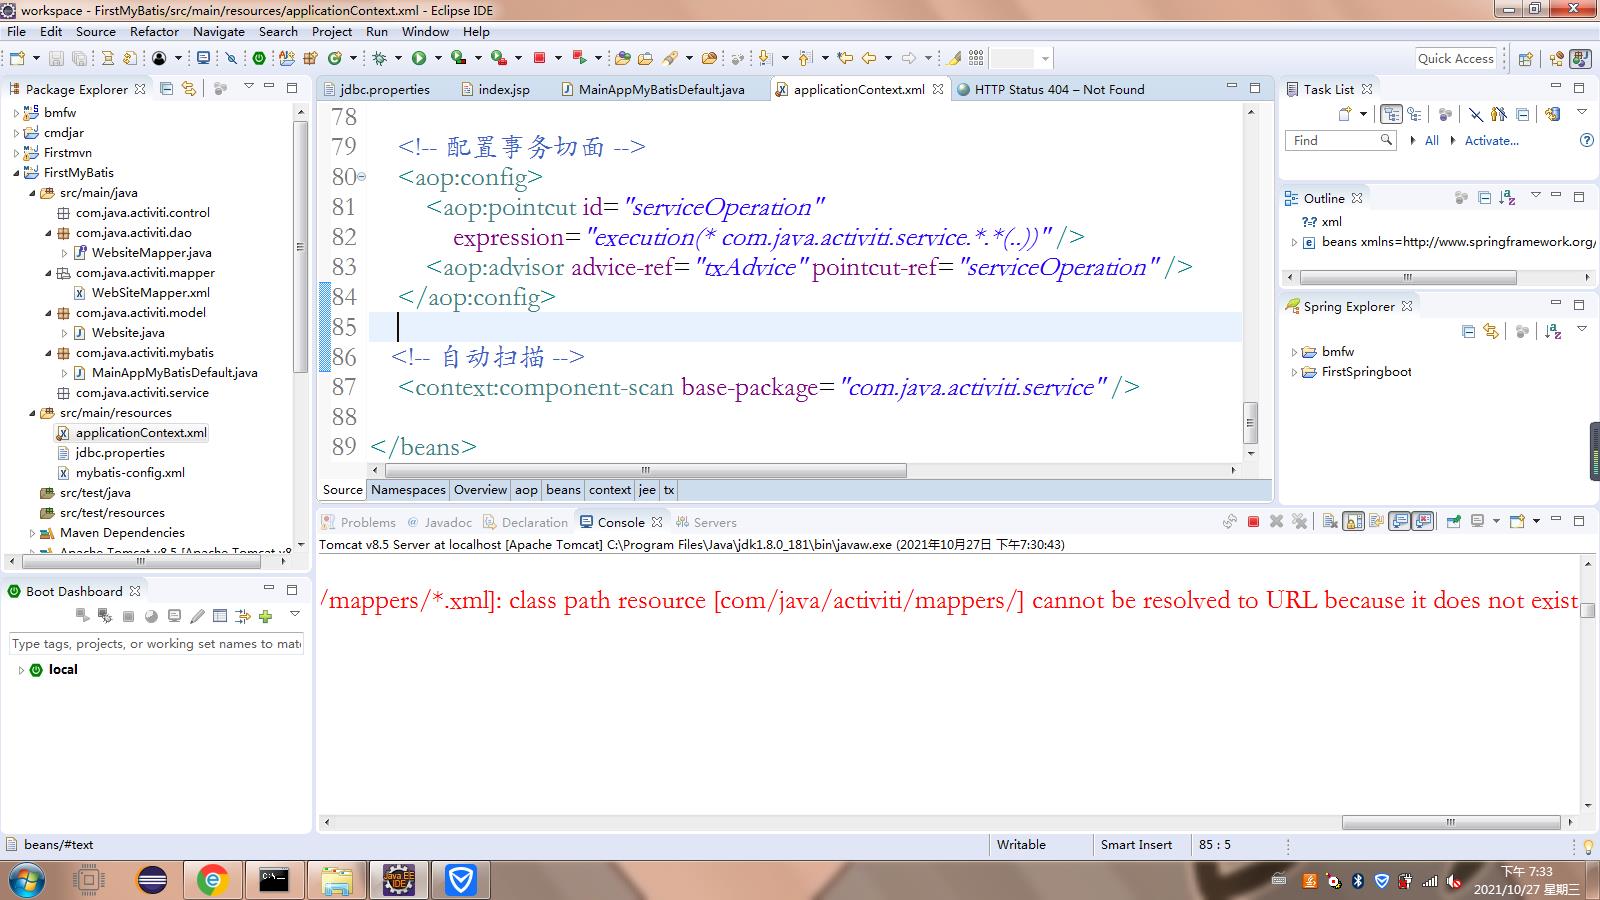 workspace - FirstMyBatis/src/main/resources/applicationContext.xml - Eclipse IDE
File Edit Source Refactor Navigate Search Project Run Window Help
Quick Access
Package Explorer
bmfw
cmdjar
Firstmvn
FirstMyBatis
src/main/java
com.java.activiti.control
com.java.activiti.dao
WebsiteMapper.java
com.java.activiti.mapper
WebSiteMapper.xml
com.java.activiti.model
Website.java
com.java.activiti.mybatis
MainAppMyBatisDefault.java
com.java.activiti.service
src/main/resources
applicationContext.xml
jdbc.properties
mybatis-config.xml
src/test/java
src/test/resources
Maven Dependencies
Apache Tomcat v8.5 [Apache Tomcat v8
jdbc.properties index.jsp MainAppMyBatisDefault.java applicationContext.xml HTTP Status 404 – Not Found
78
79 <!-- 配置事务切面 -->
80 <aop:config>
81 <aop:pointcut id="serviceOperation"
82 expression="execution(* com.java.activiti.service.*.*(..))" />
83 <aop:advisor advice-ref="txAdvice" pointcut-ref="serviceOperation" />
84 </aop:config>
85
86 <!-- 自动扫描 -->
87 <context:component-scan base-package="com.java.activiti.service" />
88
89 </beans>
Source Namespaces Overview aop beans context jee tx
Task List
Find All Activate...
Outline
?-? xml
beans xmlns=http://www.springframework.org/
Spring Explorer
bmfw
FirstSpringboot
Problems @ Javadoc Declaration Console Servers
Tomcat v8.5 Server at localhost [Apache Tomcat] C:\Program Files\Java\jdk1.8.0_181\bin\javaw.exe (2021年10月27日 下午7:30:43)
/mappers/*.xml]: class path resource [com/java/activiti/mappers/] cannot be resolved to URL because it does not exist
Boot Dashboard
Type tags, projects, or working set names to mat
local
beans/#text Writable Smart Insert 85 : 5
Java EE
IDE
下午 7:33
2021/10/27 星期三